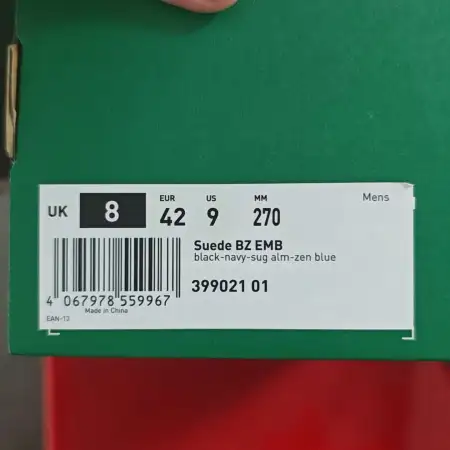 Mens
EUR US MM
UK 8 42 9 270
Suede BZ EMB
black-navy-sug alm-zen blue
399021 01
4 067978 559967
Made in China
EAN-13